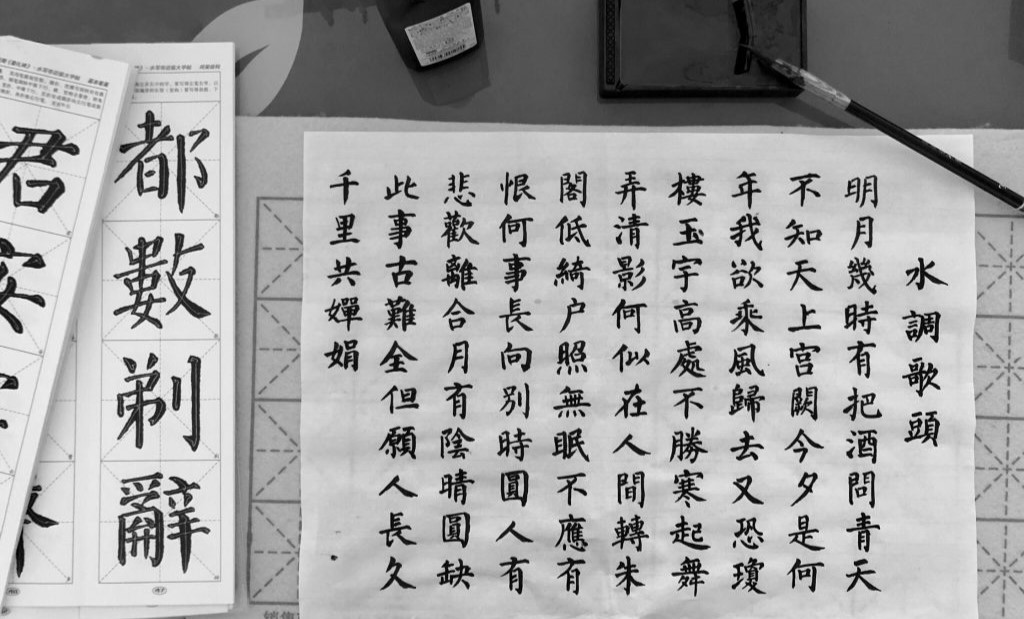 水調歌頭
明月幾時有把酒問青天
不知天上宫闕今夕是何
年我欲乘風歸去又恐瓊
樓玉宇高處不勝寒起舞
弄清影何似在人間轉朱
閣低綺户照無眠不應有
恨何事長向別時圓人有
悲歡離合月有陰晴圓缺
此事古難全但願人長久
千里共嬋娟
都數剃辭
君安